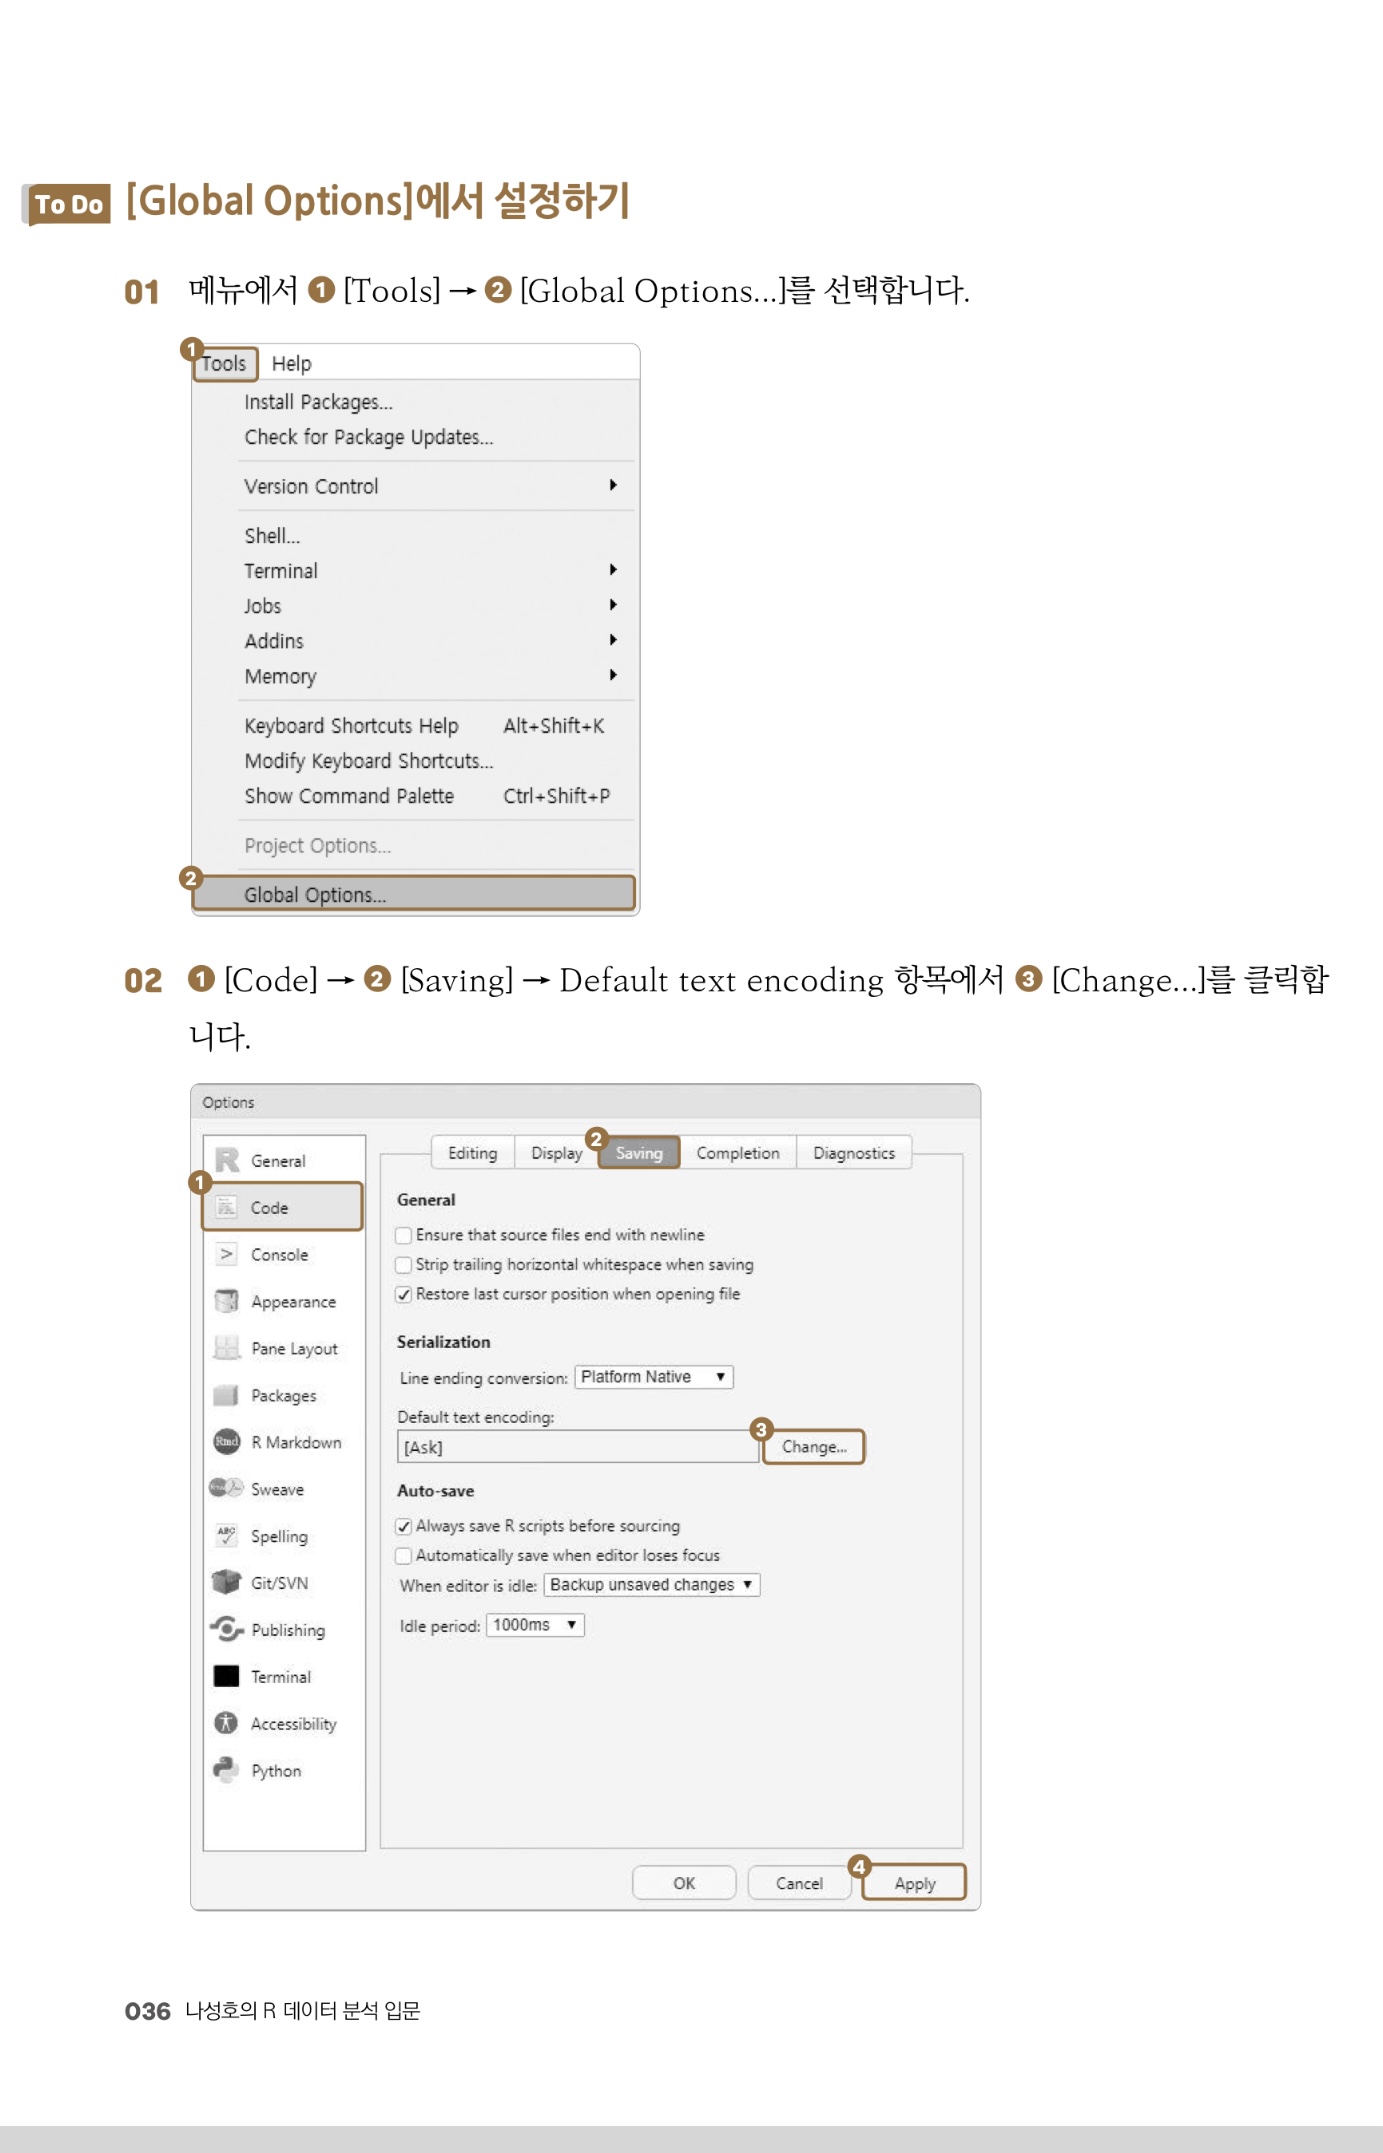 To Do [Global Options]에서 설정하기
01 메뉴에서 ❶ [Tools] → ❷ [Global Options...]를 선택합니다.
1
Tools Help
Install Packages...
Check for Package Updates...
Version Control
Shell...
Terminal
Jobs
Addins
Memory
Keyboard Shortcuts Help Alt+Shift+K
Modify Keyboard Shortcuts...
Show Command Palette Ctrl+Shift+P
Project Options...
2
Global Options...
02 ❶ [Code] → ❷ [Saving] → Default text encoding 항목에서 ❸ [Change...]를 클릭합
니다.
Options
R General
1
Code
> Console
Appearance
Pane Layout
Packages
Rmd R Markdown
Sweave
ABC Spelling
Git/SVN
Publishing
Terminal
Accessibility
Python
2
Editing Display Saving Completion Diagnostics
General
Ensure that source files end with newline
Strip trailing horizontal whitespace when saving
Restore last cursor position when opening file
Serialization
Line ending conversion: Platform Native
Default text encoding:
3
[Ask] Change...
Auto-save
Always save R scripts before sourcing
Automatically save when editor loses focus
When editor is idle: Backup unsaved changes
Idle period: 1000ms
4
OK Cancel Apply
036 나성호의 R 데이터 분석 입문